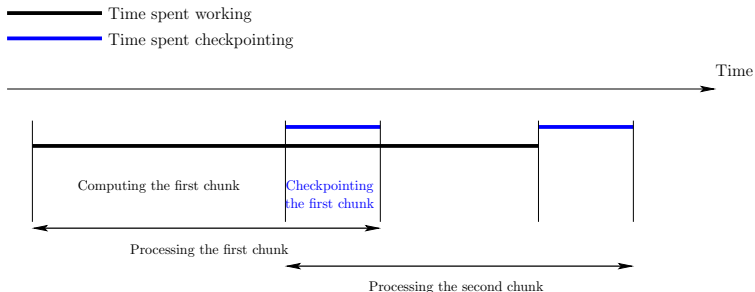 Time spent working
Time spent checkpointing
Time
Computing the first chunk
Checkpointing
the first chunk
Processing the first chunk
Processing the second chunk